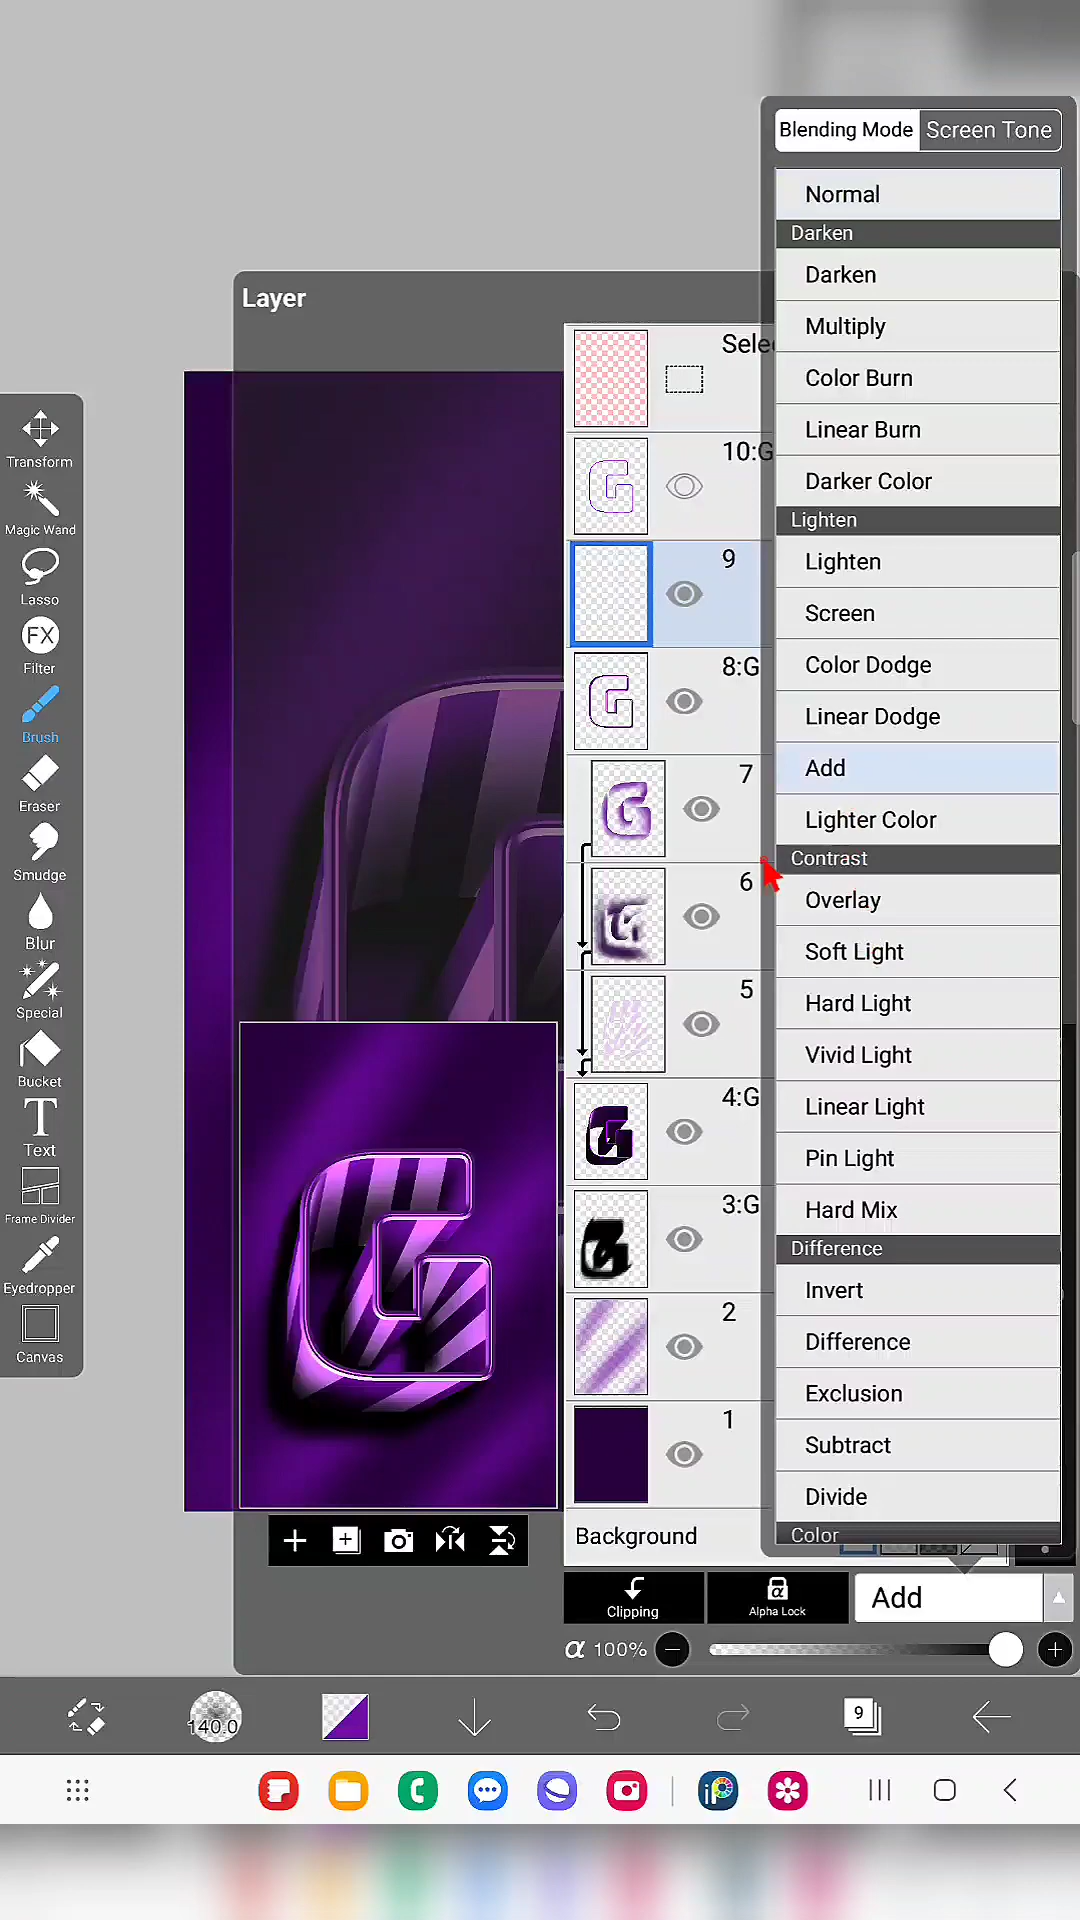 Blending Mode
Screen Tone
Normal
Darken
Darken
Multiply
Color Burn
Linear Burn
Darker Color
Lighten
Lighten
Screen
Color Dodge
Linear Dodge
Add
Lighter Color
Contrast
Overlay
Soft Light
Hard Light
Vivid Light
Linear Light
Pin Light
Hard Mix
Difference
Invert
Difference
Exclusion
Subtract
Divide
Color
Layer
Sele
10:G
9
8:G
7
6
5
4:G
3:G
2
1
Background
Transform
Magic Wand
Lasso
FX
Filter
Brush
Eraser
Smudge
Blur
Special
Bucket
T
Text
Frame Divider
Eyedropper
Canvas
G
Clipping
α
Alpha Lock
Add
α 100%
140.0
9